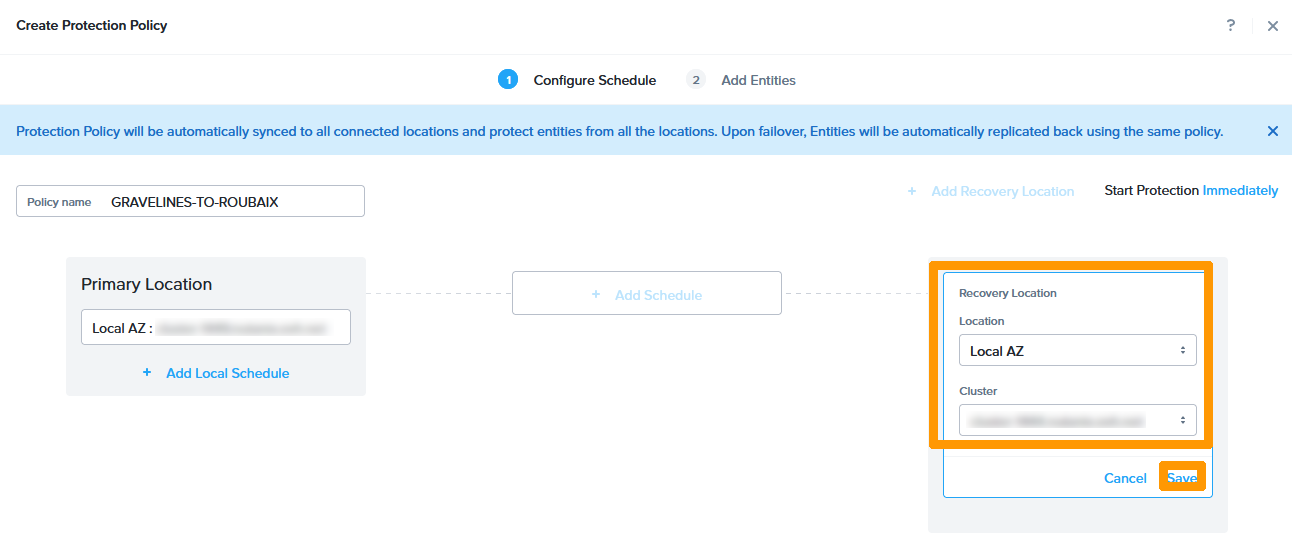 Create Protection Policy
?
1 Configure Schedule 2 Add Entities
Protection Policy will be automatically synced to all connected locations and protect entities from all the locations. Upon failover, Entities will be automatically replicated back using the same policy.
+ Add Recovery Location Start Protection Immediately
Policy name GRAVELINES-TO-ROUBAIX
Primary Location
Local AZ :
+ Add Local Schedule
+ Add Schedule
Recovery Location
Location
Local AZ
Cluster
Cancel Save